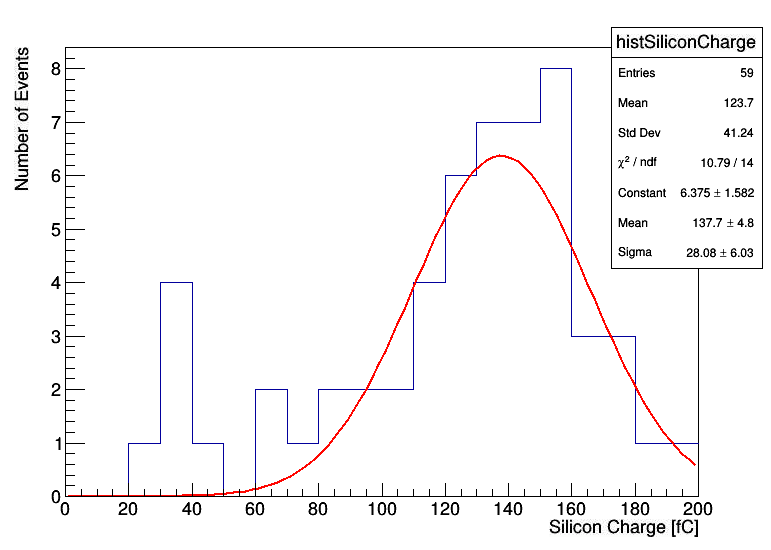 histSiliconCharge
Entries 59
Mean 123.7
Std Dev 41.24
χ² / ndf 10.79 / 14
Constant 6.375 ± 1.582
Mean 137.7 ± 4.8
Sigma 28.08 ± 6.03
Number of Events
8
7
6
5
4
3
2
1
0
0 20 40 60 80 100 120 140 160 180 200
Silicon Charge [fC]